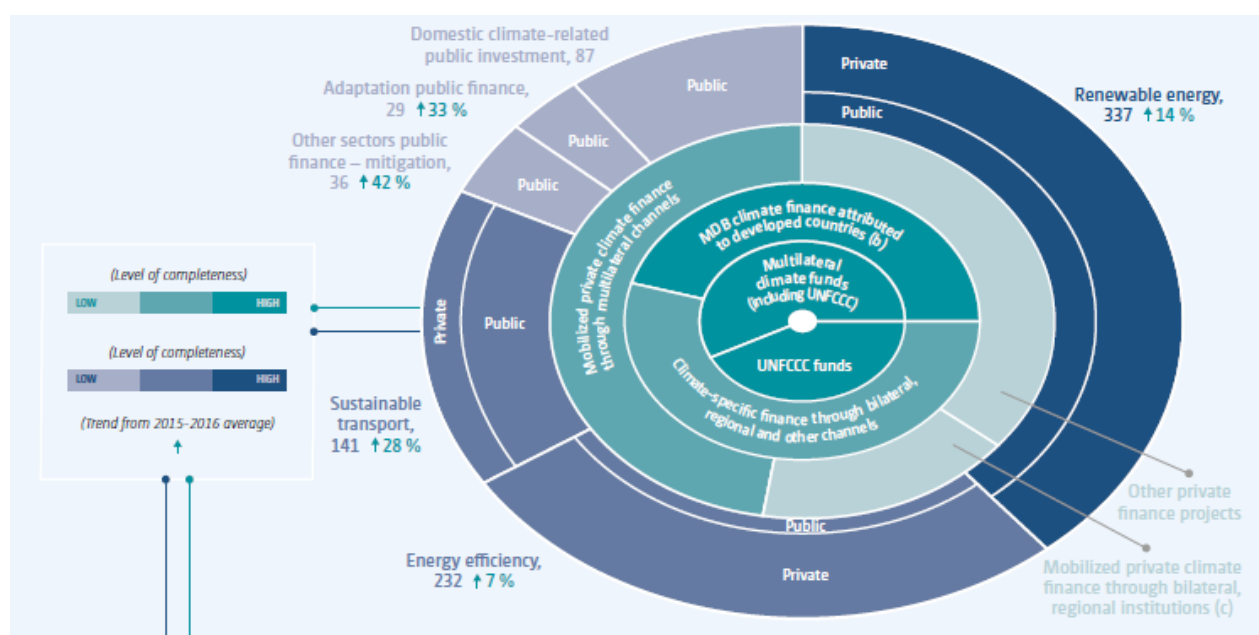 Domestic climate-related
public investment, 87
Adaptation public finance,
29 ↑33 %
Other sectors public
finance – mitigation,
36 ↑42 %
Public
Public
Public
Private
Public
Renewable energy,
337 ↑14 %
Mobilized private climate finance
through multilateral channels
MDB climate finance attributed
to developed countries (b)
Multilateral
climate funds
(including UNFCCC)
UNFCCC funds
Climate-specific finance through bilateral,
regional and other channels
(Level of completeness)
LOW HIGH
(Level of completeness)
LOW HIGH
(Trend from 2015-2016 average)
↑
Private
Public
Sustainable
transport,
141 ↑28 %
Other private
finance projects
Public
Private
Energy efficiency,
232 ↑7 %
Mobilized private climate
finance through bilateral,
regional institutions (c)